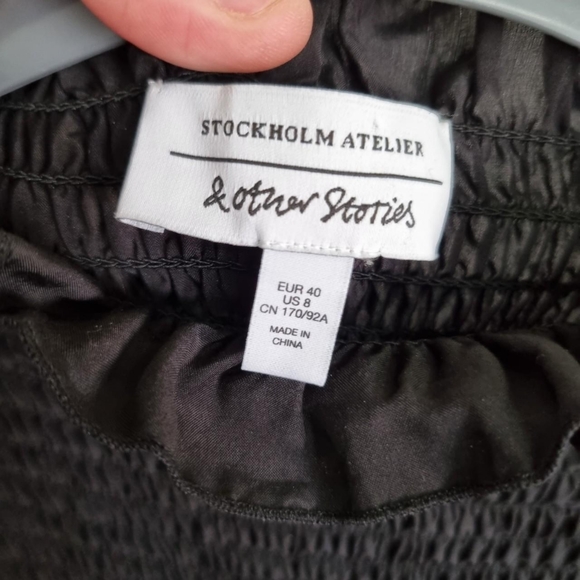 STOCKHOLM ATELIER
& other Stories
EUR 40
US 8
CN 170/92A
MADE IN
CHINA